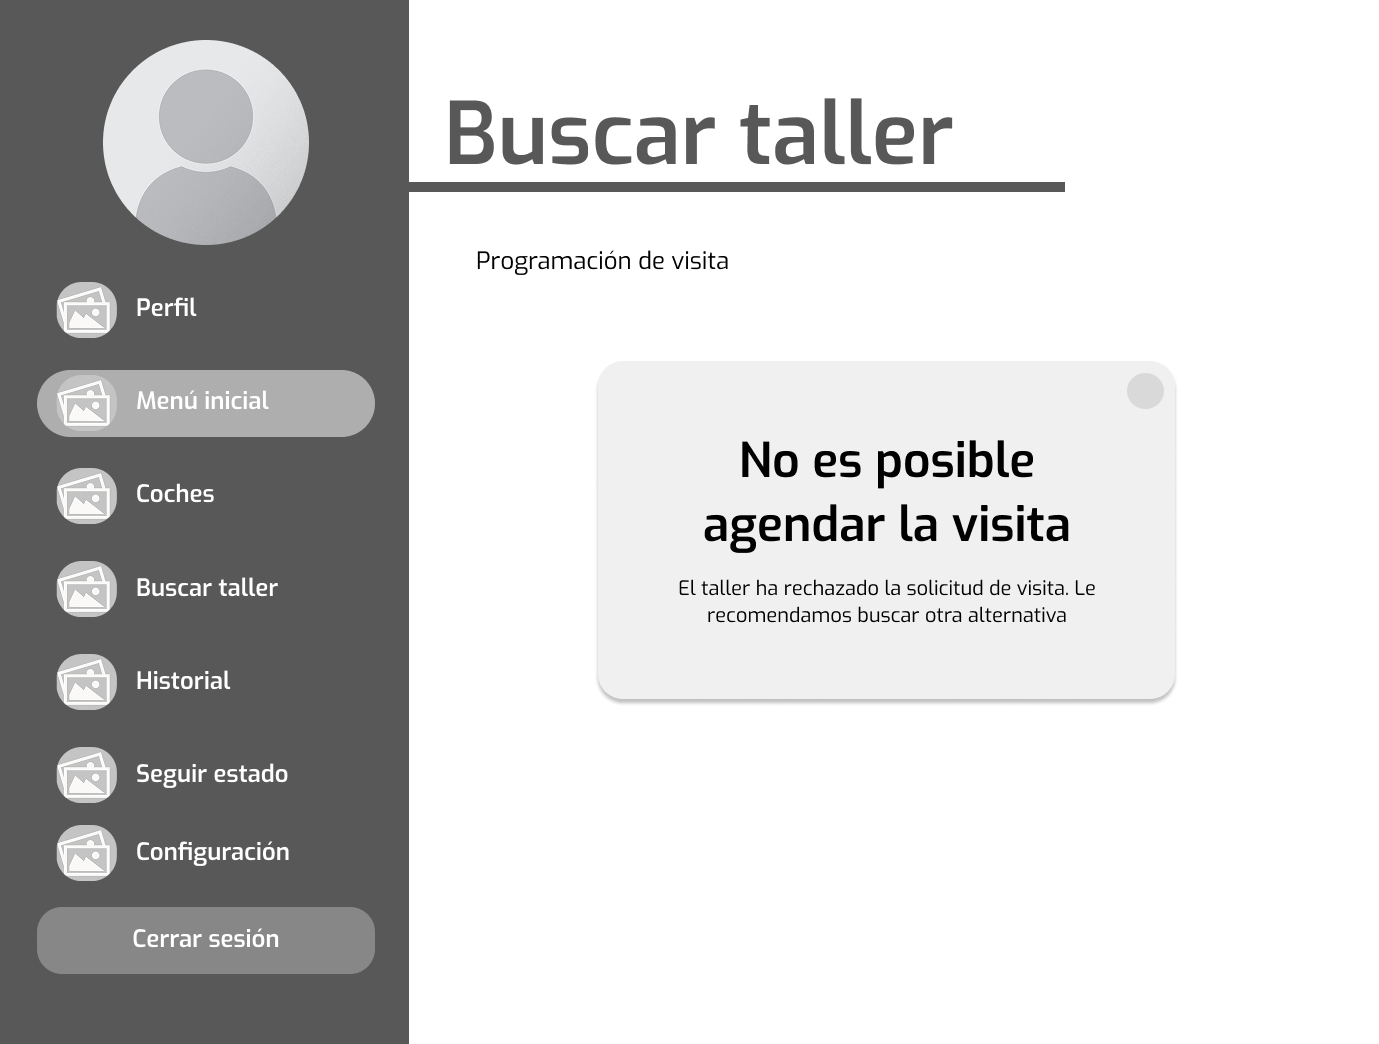 Buscar taller
Programación de visita
Perfil
Menú inicial
Coches
Buscar taller
Historial
Seguir estado
Configuración
Cerrar sesión
No es posible
agendar la visita
El taller ha rechazado la solicitud de visita. Le
recomendamos buscar otra alternativa